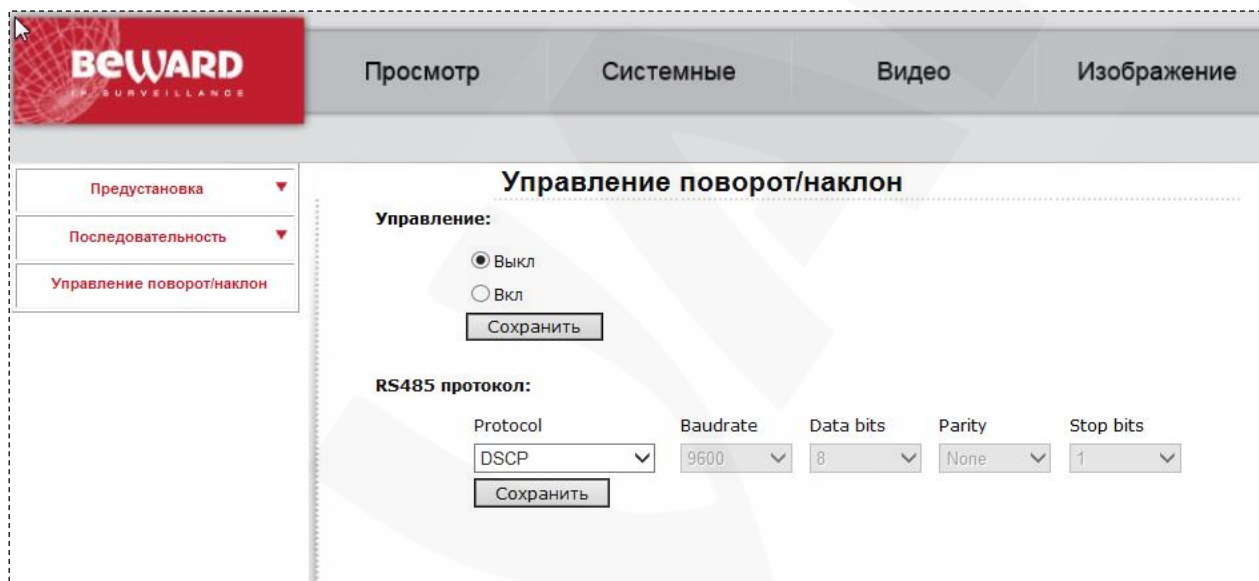 BEWARD
IP SURVEILLANCE
Просмотр Системные Видео Изображение
Предустановка
Последовательность
Управление поворот/наклон
Управление поворот/наклон
Управление:
Выкл
Вкл
Сохранить
RS485 протокол:
Protocol Baudrate Data bits Parity Stop bits
DSCP 9600 8 None 1
Сохранить